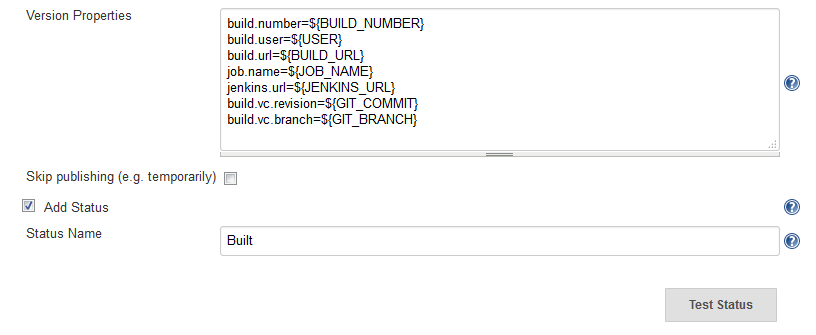 Version Properties
build.number=${BUILD_NUMBER}
build.user=${USER}
build.url=${BUILD_URL}
job.name=${JOB_NAME}
jenkins.url=${JENKINS_URL}
build.vc.revision=${GIT_COMMIT}
build.vc.branch=${GIT_BRANCH}
?
Skip publishing (e.g. temporarily)
Add Status
?
Status Name
Built
?
Test Status